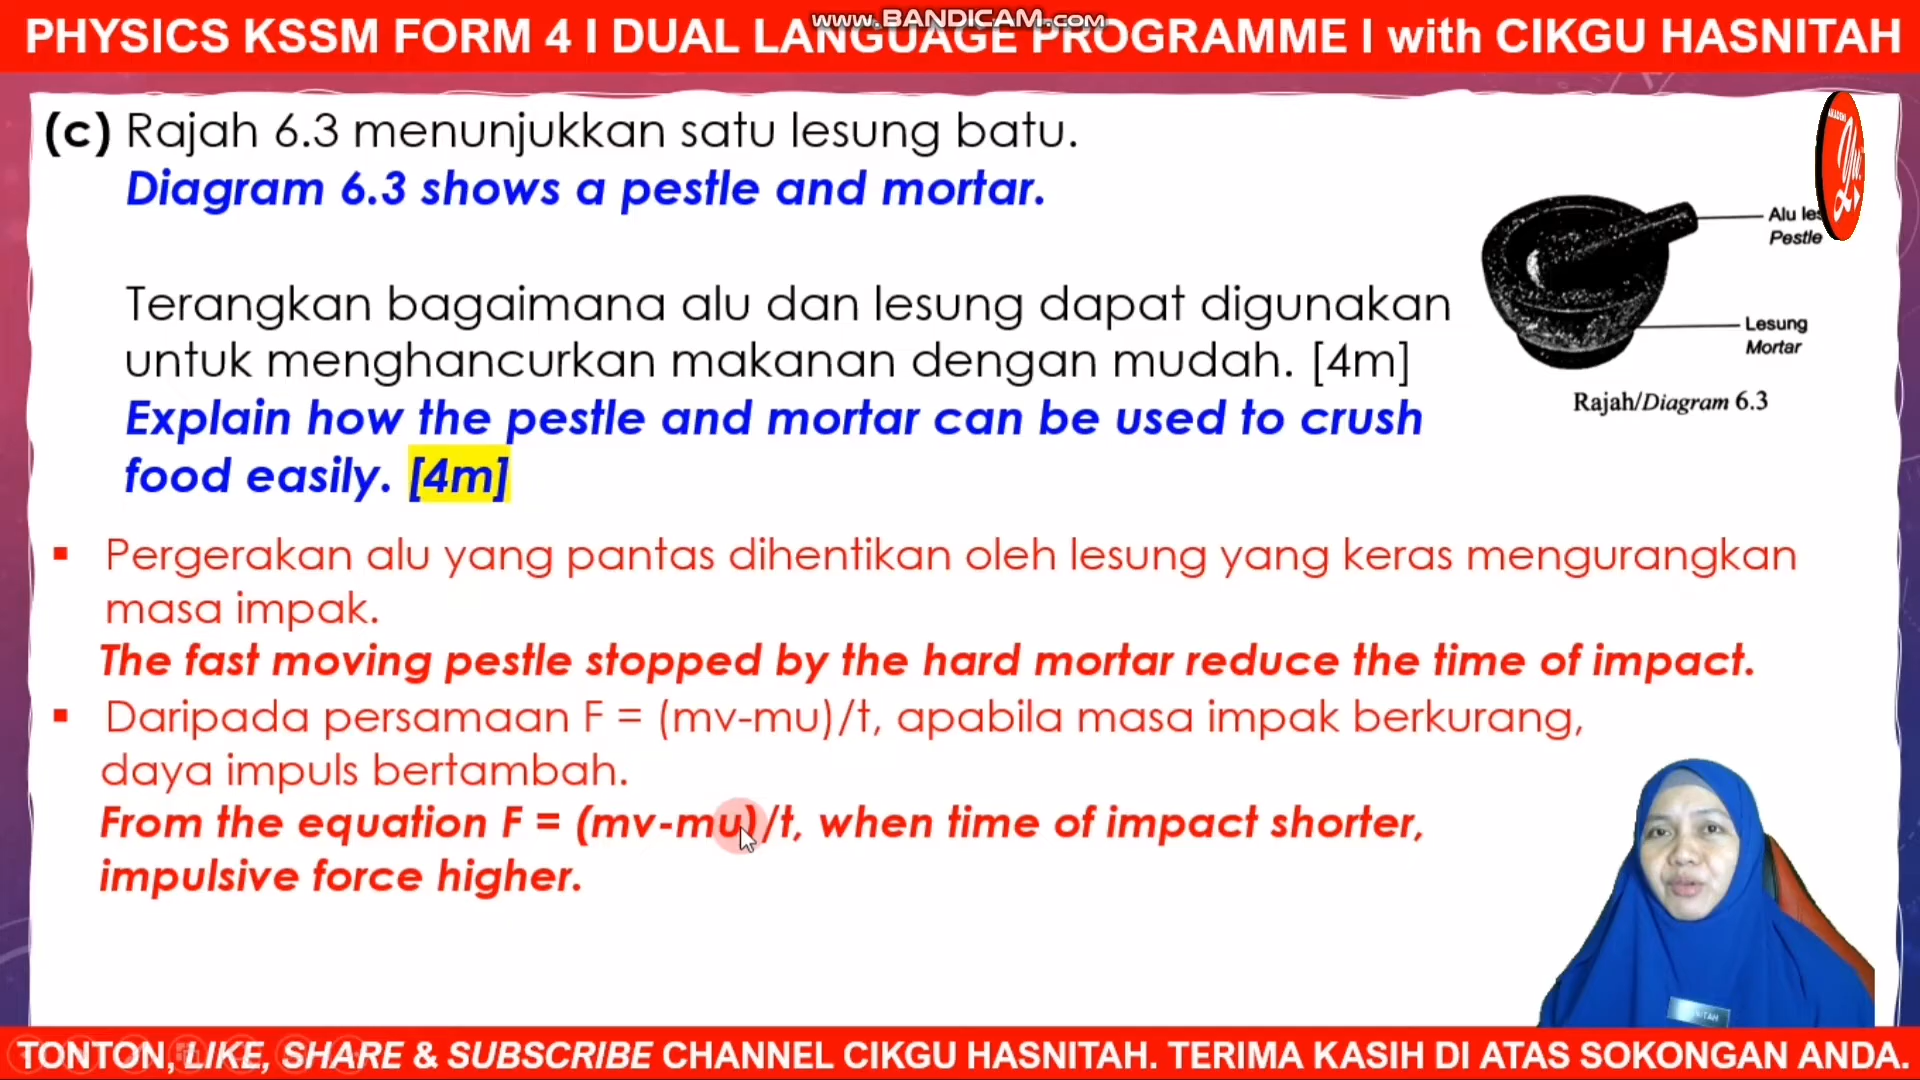 www.BANDICAM.com
PHYSICS KSSM FORM 4 I DUAL LANGUAGE PROGRAMME I with CIKGU HASNITAH
(c) Rajah 6.3 menunjukkan satu lesung batu.
Diagram 6.3 shows a pestle and mortar.
Alu
Pestle
Terangkan bagaimana alu dan lesung dapat digunakan
untuk menghancurkan makanan dengan mudah. [4m]
Lesung
Mortar
Rajah/Diagram 6.3
Explain how the pestle and mortar can be used to crush
food easily. [4m]
▪ Pergerakan alu yang pantas dihentikan oleh lesung yang keras mengurangkan
masa impak.
The fast moving pestle stopped by the hard mortar reduce the time of impact.
▪ Daripada persamaan F = (mv-mu)/t, apabila masa impak berkurang,
daya impuls bertambah.
From the equation F = (mv-mu)/t, when time of impact shorter,
impulsive force higher.
TONTON, LIKE, SHARE & SUBSCRIBE CHANNEL CIKGU HASNITAH. TERIMA KASIH DI ATAS SOKONGAN ANDA.